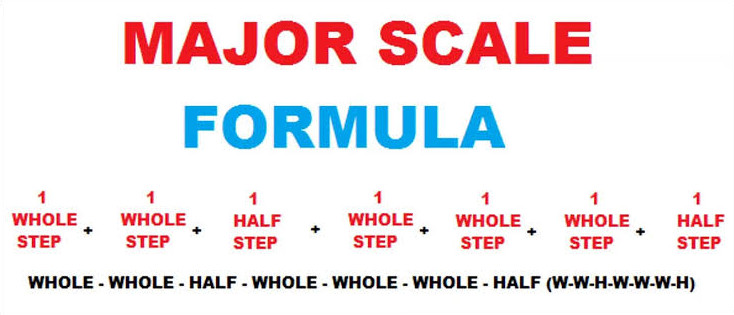 MAJOR SCALE
FORMULA
1 1 1 1 1 1 1
WHOLE WHOLE HALF WHOLE WHOLE WHOLE HALF
STEP + STEP + STEP + STEP + STEP + STEP + STEP
WHOLE - WHOLE - HALF - WHOLE - WHOLE - WHOLE - HALF (W-W-H-W-W-W-H)